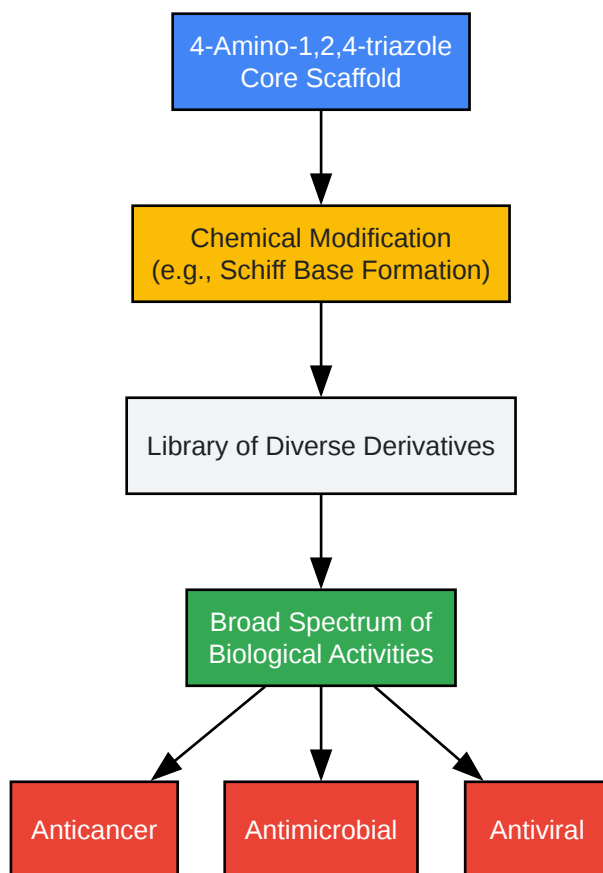 4-Amino-1,2,4-triazole
Core Scaffold
Chemical Modification
(e.g., Schiff Base Formation)
Library of Diverse Derivatives
Broad Spectrum of
Biological Activities
Anticancer
Antimicrobial
Antiviral